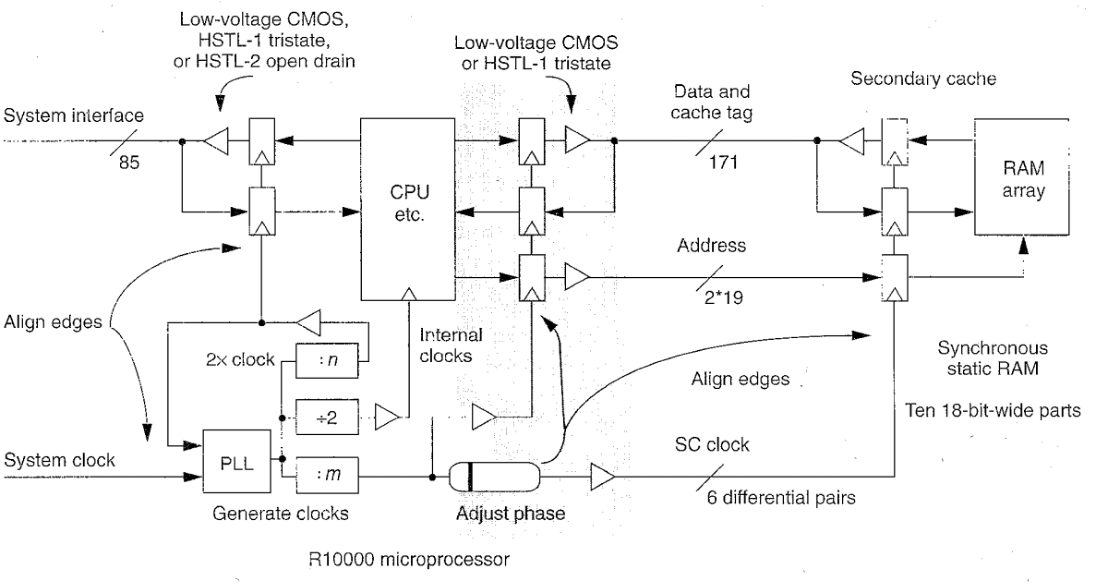 Low-voltage CMOS,
HSTL-1 tristate,
or HSTL-2 open drain
Low-voltage CMOS
or HSTL-1 tristate
Secondary cache
System interface
85
Data and
cache tag
171
CPU
etc.
RAM
array
Address
2*19
Align edges
Internal
clocks
2× clock
:n
÷2
:m
Align edges
Synchronous
static RAM
Ten 18-bit-wide parts
System clock
PLL
SC clock
6 differential pairs
Generate clocks
Adjust phase
R10000 microprocessor